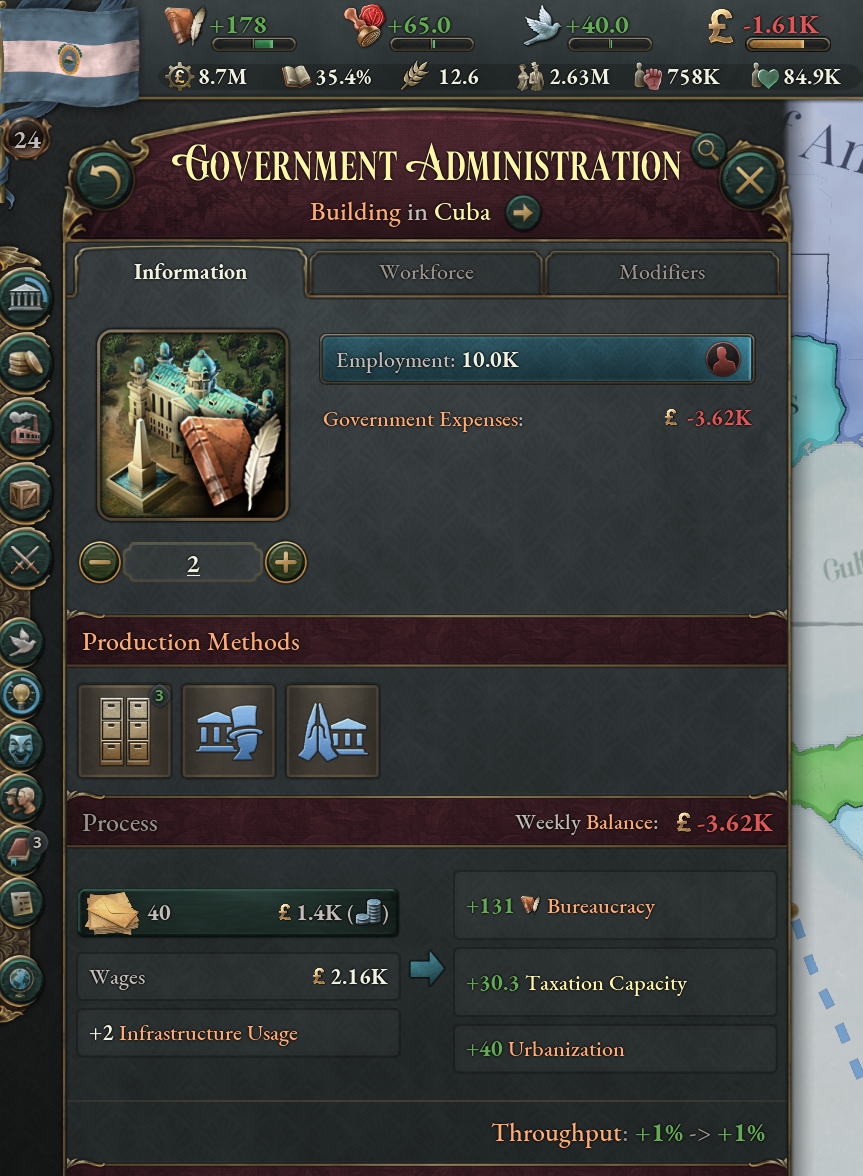 +178 +65.0 +40.0 £ -1.61K
8.7M 35.4% 12.6 2.63M 758K 84.9K
24
Government Administration
Building in Cuba
Information Workforce Modifiers
Employment: 10.0K
Government Expenses: £ -3.62K
2
Production Methods
3
Process Weekly Balance: £ -3.62K
3
40 £ 1.4K ( )
+131 Bureaucracy
Wages £ 2.16K
+30.3 Taxation Capacity
+2 Infrastructure Usage
+40 Urbanization
Throughput: +1% -> +1%